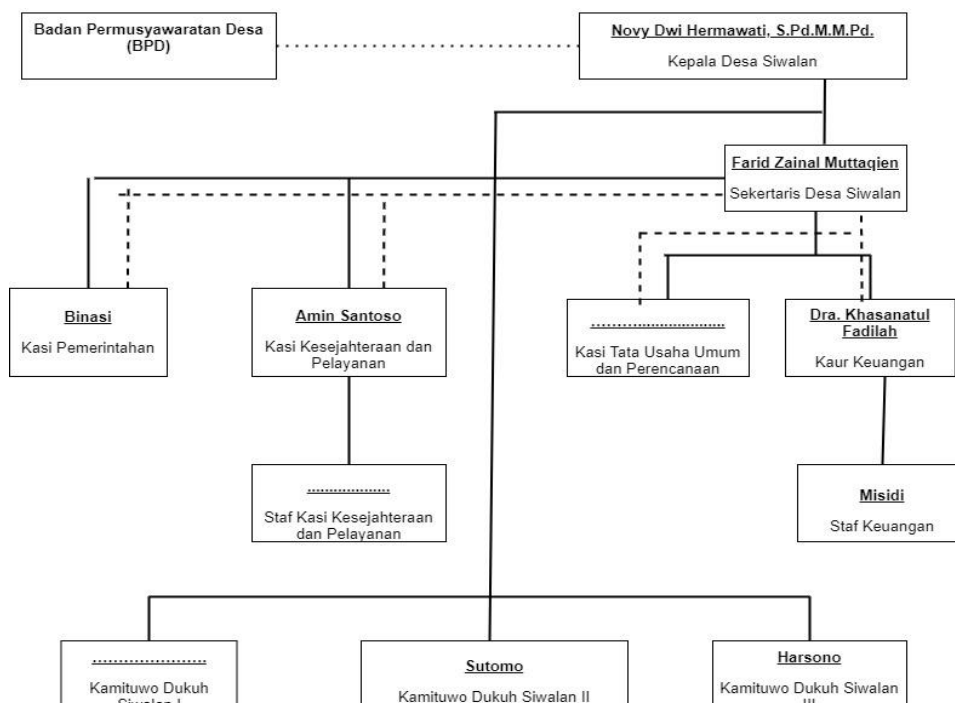 Badan Permusyawaratan Desa
(BPD)
Novy Dwi Hermawati, S.Pd.M.M.Pd.
Kepala Desa Siwalan
Farid Zainal Muttaqien
Sekertaris Desa Siwalan
Binasi
Kasi Pemerintahan
Amin Santoso
Kasi Kesejahteraan dan
Pelayanan
............................
Kasi Tata Usaha Umum
dan Perencanaan
Dra. Khasanatul
Fadilah
Kaur Keuangan
....................
Staf Kasi Kesejahteraan
dan Pelayanan
Misidi
Staf Keuangan
........................
Kamituwo Dukuh
Siwalan I
Sutomo
Kamituwo Dukuh Siwalan II
Harsono
Kamituwo Dukuh Siwalan
III